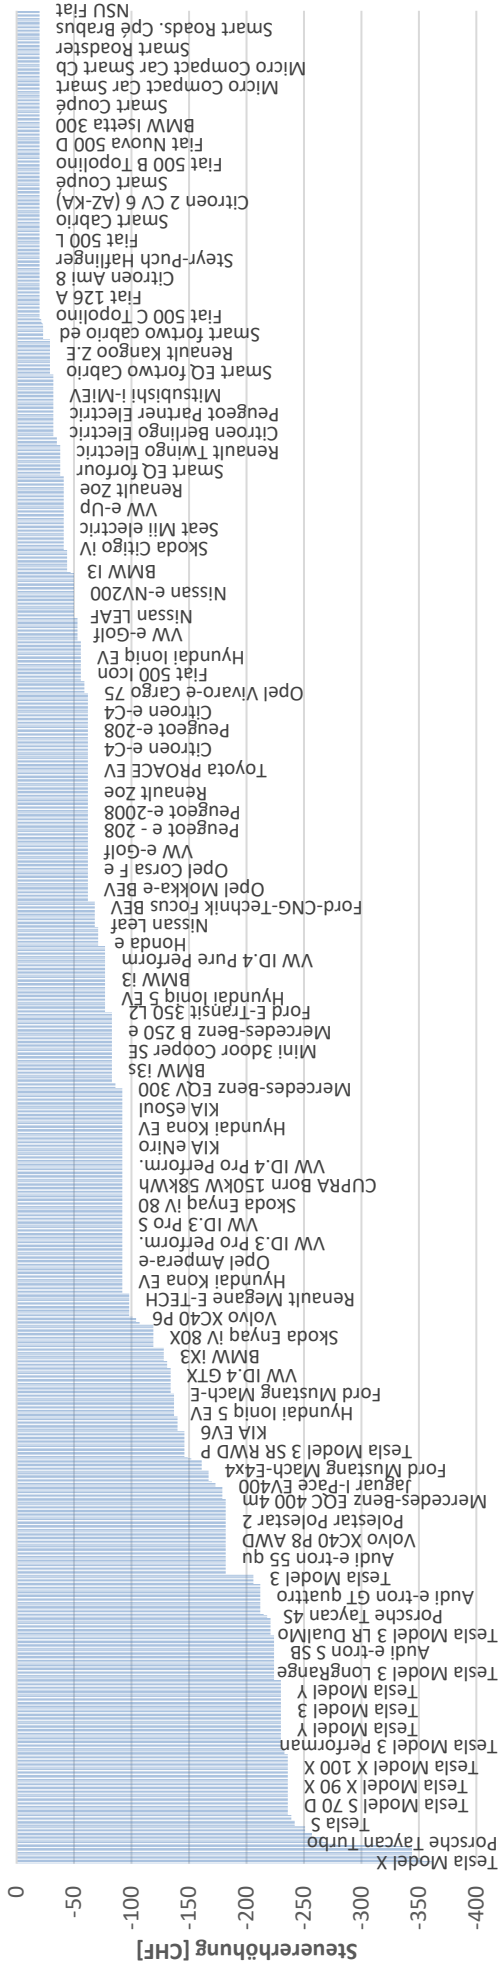 Steuererhöhung [CHF]
0
-50
-100
-150
-200
-250
-300
-350
-400
Tesla Model X
Porsche Taycan Turbo
Tesla S
Tesla Model S 70 D
Tesla Model X 90 X
Tesla Model X 100 X
Tesla Model 3 Performan
Tesla Model Y
Tesla Model 3
Tesla Model Y
Tesla Model 3 LongRange
Audi e-tron S SB
Tesla Model 3 LR DualMo
Porsche Taycan 4S
Audi e-tron GT quattro
Tesla Model 3
Audi e-tron 55 qu
Volvo XC40 P8 AWD
Polestar Polestar 2
Mercedes-Benz EQC 400 4m
Jaguar I-Pace EV400
Ford Mustang Mach-E4x4
Tesla Model 3 SR RWD P
KIA EV6
Hyundai Ioniq 5 EV
Ford Mustang Mach-E
VW ID.4 GTX
BMW iX3
Skoda Enyaq iV 80X
Volvo XC40 P6
Renault Megane E-TECH
Hyundai Kona EV
Opel Ampera-e
VW ID.3 Pro Perform.
VW ID.3 Pro S
Skoda Enyaq iV 80
CUPRA Born 150kW 58kWh
VW ID.4 Pro Perform.
KIA eNiro
Hyundai Kona EV
KIA eSoul
Mercedes-Benz EQV 300
BMW i3s
Mini 3door Cooper SE
Mercedes-Benz B 250 e
Ford E-Transit 350 L2
Hyundai Ioniq 5 EV
BMW i3
VW ID.4 Pure Perform
Honda e
Nissan Leaf
Ford-CNG-Technik Focus BEV
Opel Mokka-e BEV
Opel Corsa F e
VW e-Golf
Peugeot e - 208
Peugeot e-2008
Renault Zoe
Toyota PROACE EV
Citroen e-C4
Peugeot e-208
Citroen e-C4
Opel Vivaro-e Cargo 75
Fiat 500 Icon
Hyundai Ioniq EV
VW e-Golf
Nissan LEAF
Nissan e-NV200
BMW I3
Skoda Citigo iV
Seat Mii electric
VW e-Up
Renault Zoe
Smart EQ forfour
Renault Twingo Electric
Citroen Berlingo Electric
Peugeot Partner Electric
Mitsubishi i-MiEV
Smart EQ fortwo Cabrio
Renault Kangoo Z.E
Smart fortwo cabrio ed
Fiat 500 C Topolino
Fiat 126 A
Citroen Ami 8
Steyr-Puch Haflinger
Fiat 500 L
Smart Cabrio
Citroen 2 CV 6 (AZ-KA)
Smart Coupé
Fiat 500 B Topolino
Fiat Nuova 500 D
BMW Isetta 300
Smart Coupé
Micro Compact Car Smart
Micro Compact Car Smart Cb
Smart Roadster
Smart Roads. Cpé Brabus
NSU Fiat